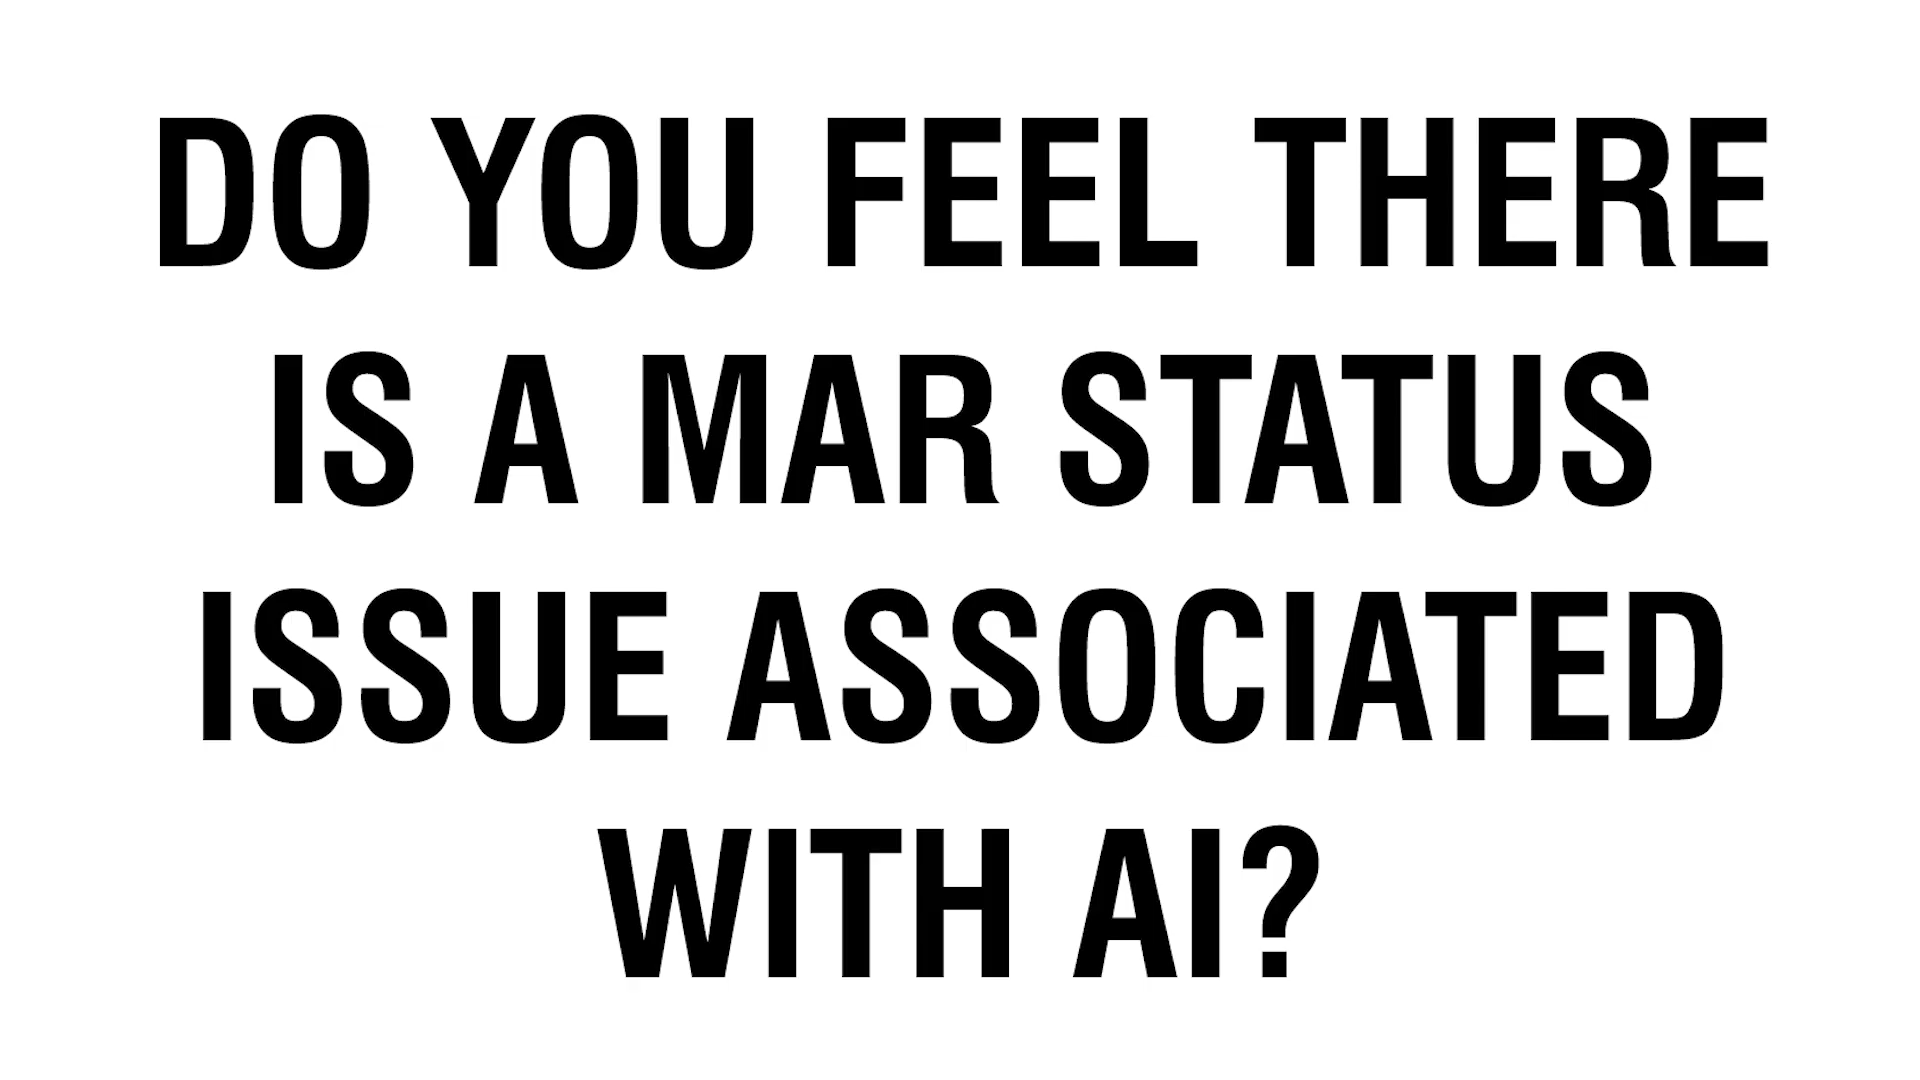 DO YOU FEEL THERE
IS A MAR STATUS
ISSUE ASSOCIATED
WITH AI?